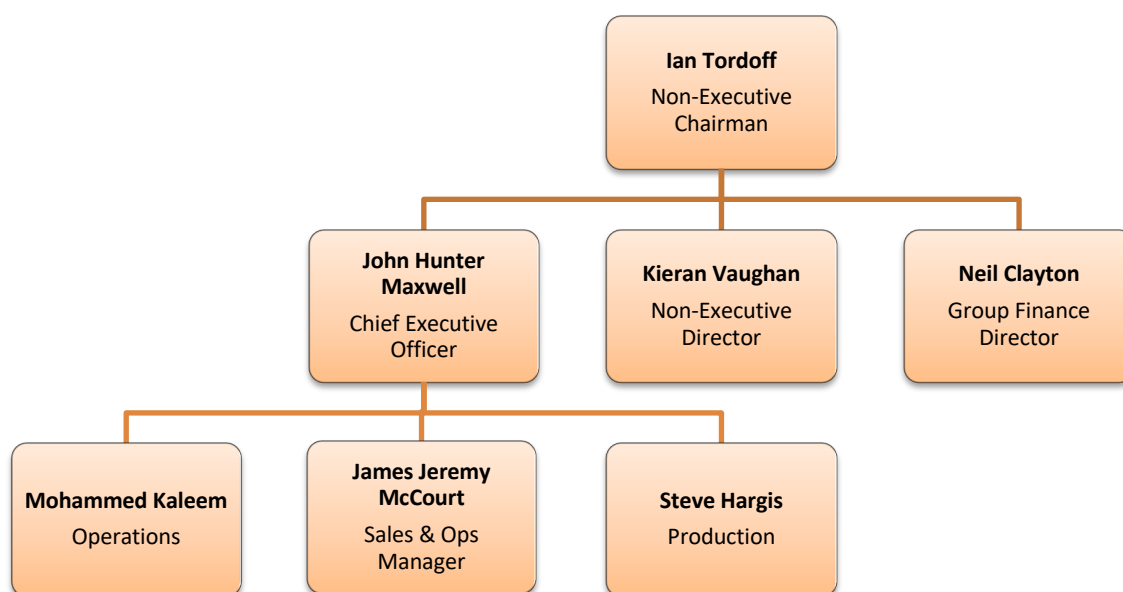 Ian Tordoff
Non-Executive
Chairman
John Hunter
Maxwell
Chief Executive
Officer
Kieran Vaughan
Non-Executive
Director
Neil Clayton
Group Finance
Director
Mohammed Kaleem
Operations
James Jeremy
McCourt
Sales & Ops
Manager
Steve Hargis
Production